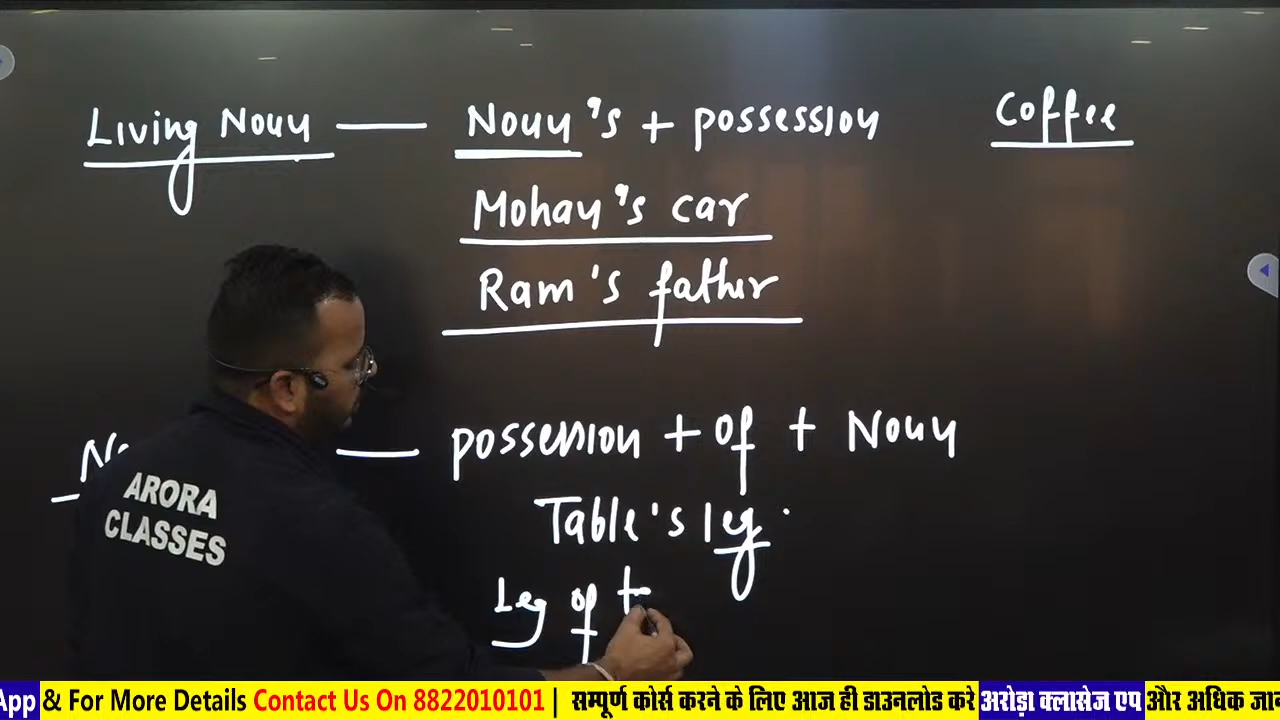 Living Noun — Noun's + possession
Coffee
Mohan's car
Ram's father
— possession + of + Noun
Table's leg .
Leg of
ARORA
CLASSES
App & For More Details Contact Us On 8822010101 | सम्पूर्ण कोर्स करने के लिए आज ही डाउनलोड करे अरोड़ा क्लासेज एप और अधिक